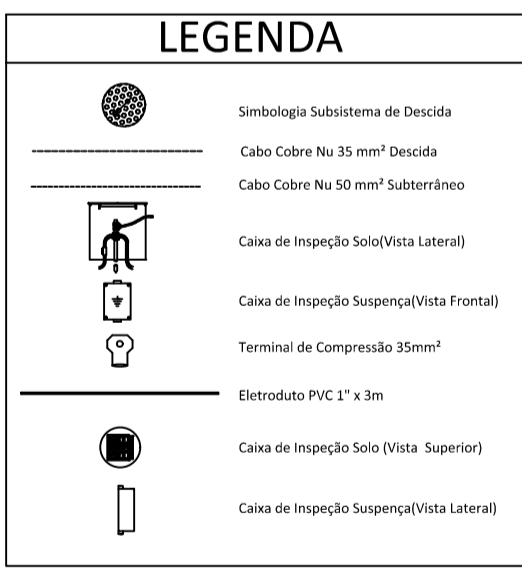 LEGENDA
Simbologia Subsistema de Descida
Cabo Cobre Nu 35 mm² Descida
Cabo Cobre Nu 50 mm² Subterrâneo
Caixa de Inspeção Solo(Vista Lateral)
Caixa de Inspeção Suspença(Vista Frontal)
Terminal de Compressão 35mm²
Eletroduto PVC 1" x 3m
Caixa de Inspeção Solo (Vista Superior)
Caixa de Inspeção Suspença(Vista Lateral)